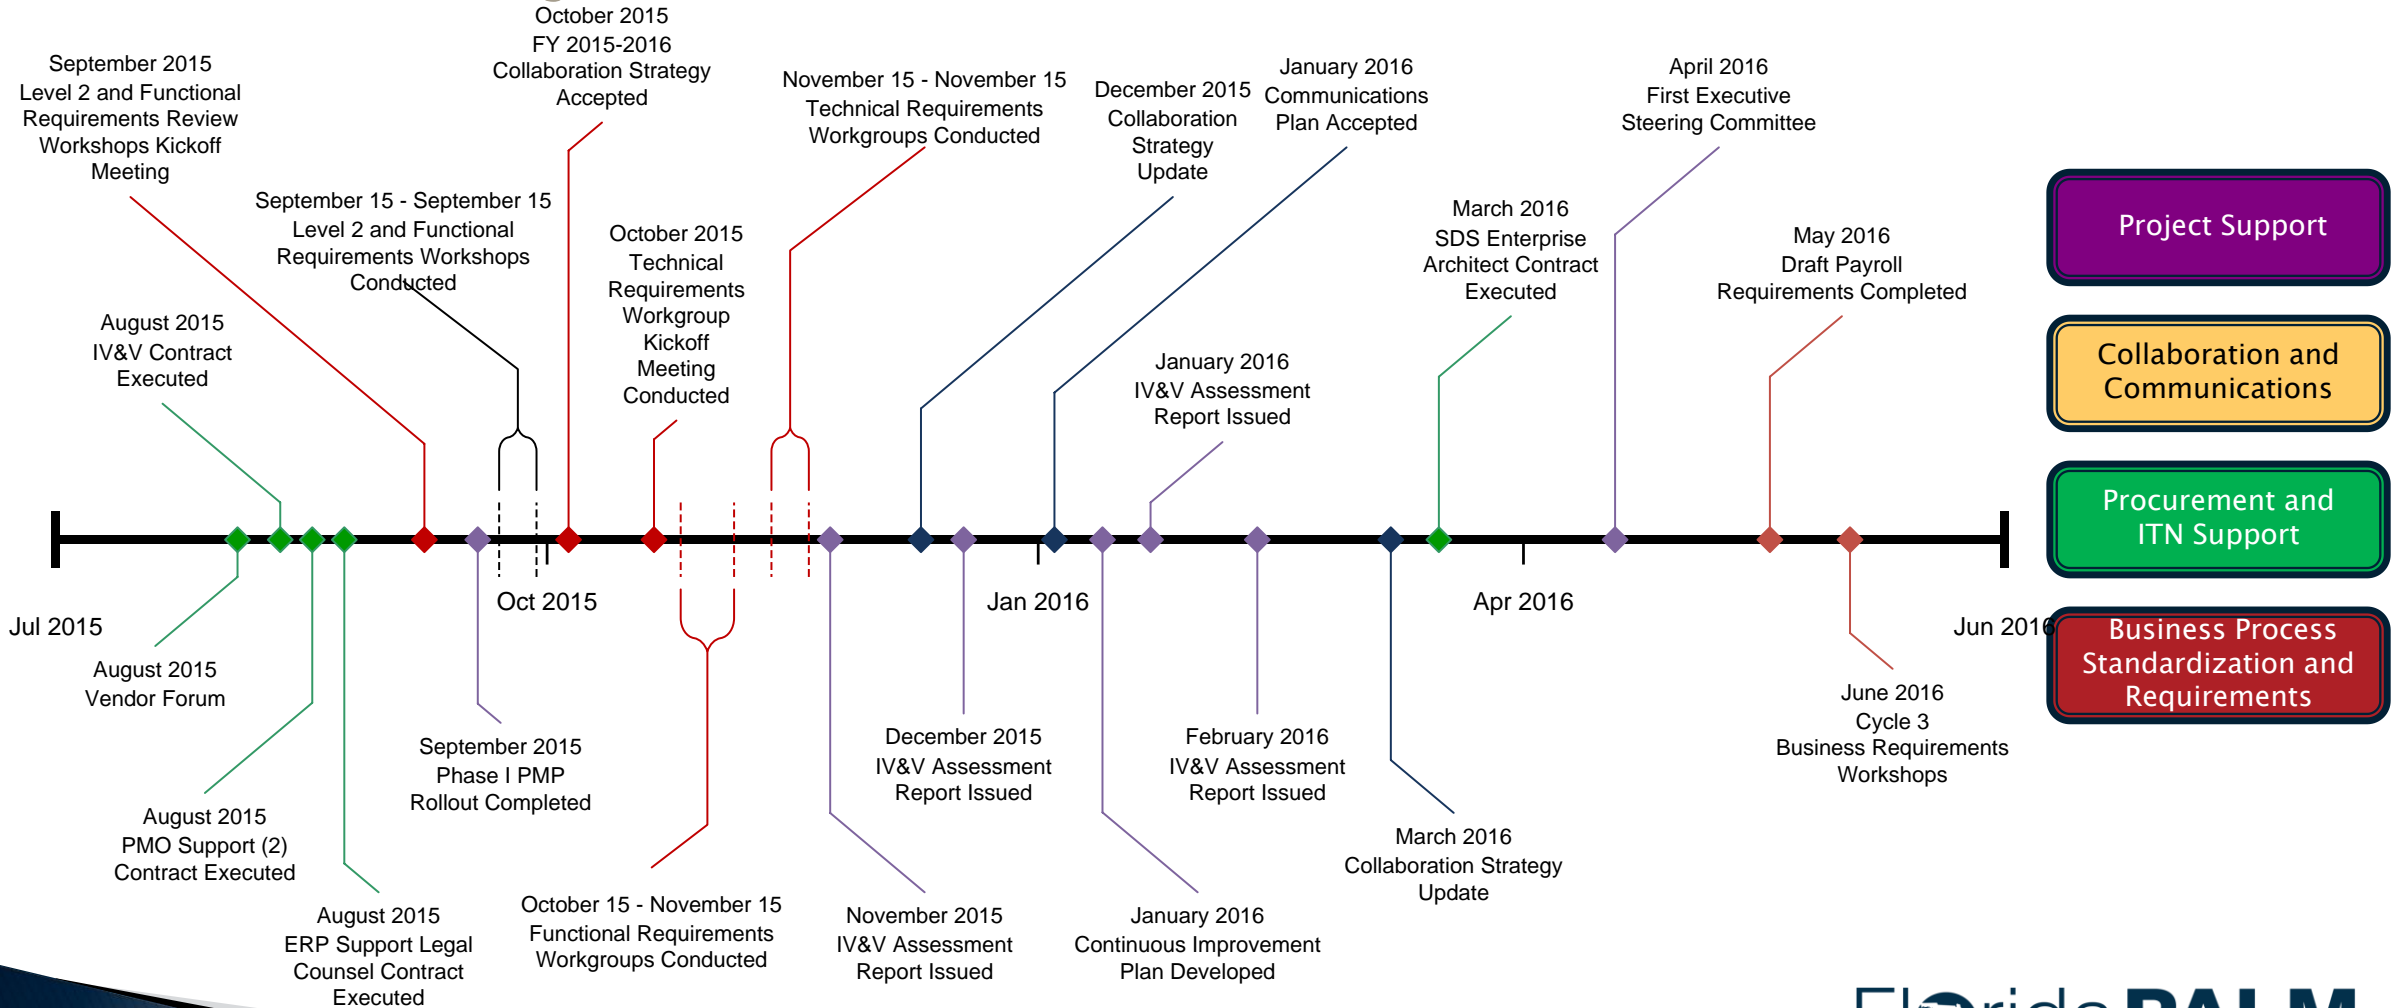 October 2015
FY 2015-2016
Collaboration Strategy
Accepted
September 2015
Level 2 and Functional
Requirements Review
Workshops Kickoff
Meeting
November 15 - November 15
Technical Requirements
Workgroups Conducted
December 2015
Collaboration
Strategy
Update
January 2016
Communications
Plan Accepted
April 2016
First Executive
Steering Committee
September 15 - September 15
Level 2 and Functional
Requirements Workshops
Conducted
October 2015
Technical
Requirements
Workgroup
Kickoff
Meeting
Conducted
March 2016
SDS Enterprise
Architect Contract
Executed
May 2016
Draft Payroll
Requirements Completed
August 2015
IV&V Contract
Executed
January 2016
IV&V Assessment
Report Issued
Project Support
Collaboration and
Communications
Procurement and
ITN Support
Business Process
Standardization and
Requirements
Jul 2015
Oct 2015
Jan 2016
Apr 2016
Jun 2016
August 2015
Vendor Forum
August 2015
PMO Support (2)
Contract Executed
August 2015
ERP Support Legal
Counsel Contract
Executed
September 2015
Phase I PMP
Rollout Completed
October 15 - November 15
Functional Requirements
Workgroups Conducted
November 2015
IV&V Assessment
Report Issued
December 2015
IV&V Assessment
Report Issued
January 2016
Continuous Improvement
Plan Developed
February 2016
IV&V Assessment
Report Issued
March 2016
Collaboration Strategy
Update
June 2016
Cycle 3
Business Requirements
Workshops
Florida PALM